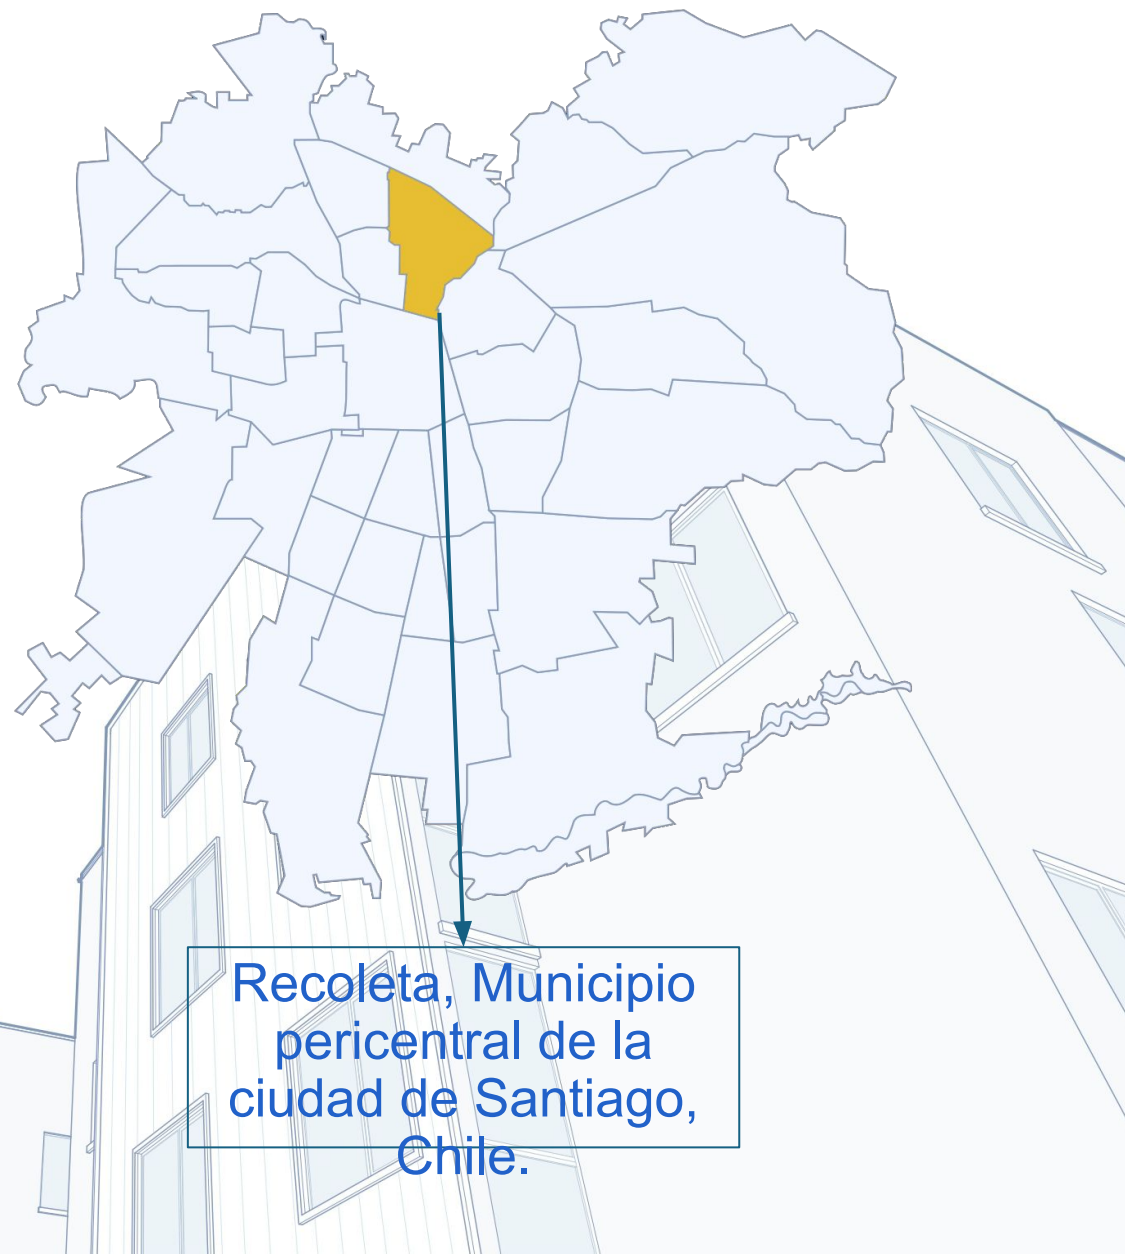 Recoleta, Municipio
pericentral de la
ciudad de Santiago,
Chile.